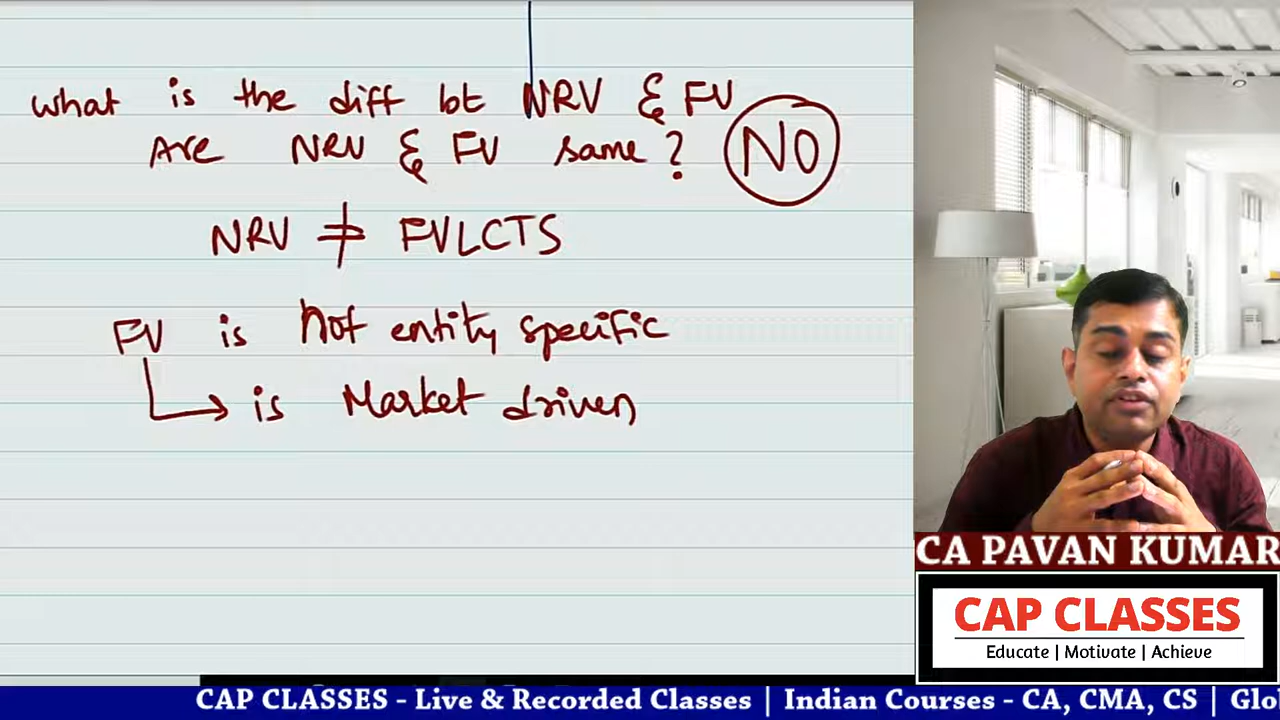 what is the diff bt NRV & FV
Are NRV & FV same? NO
NRV ≠ FVLCTS
FV is not entity specific
is Market driven
CA PAVAN KUMAR
CAP CLASSES
Educate | Motivate | Achieve
CAP CLASSES - Live & Recorded Classes | Indian Courses - CA, CMA, CS | Glo